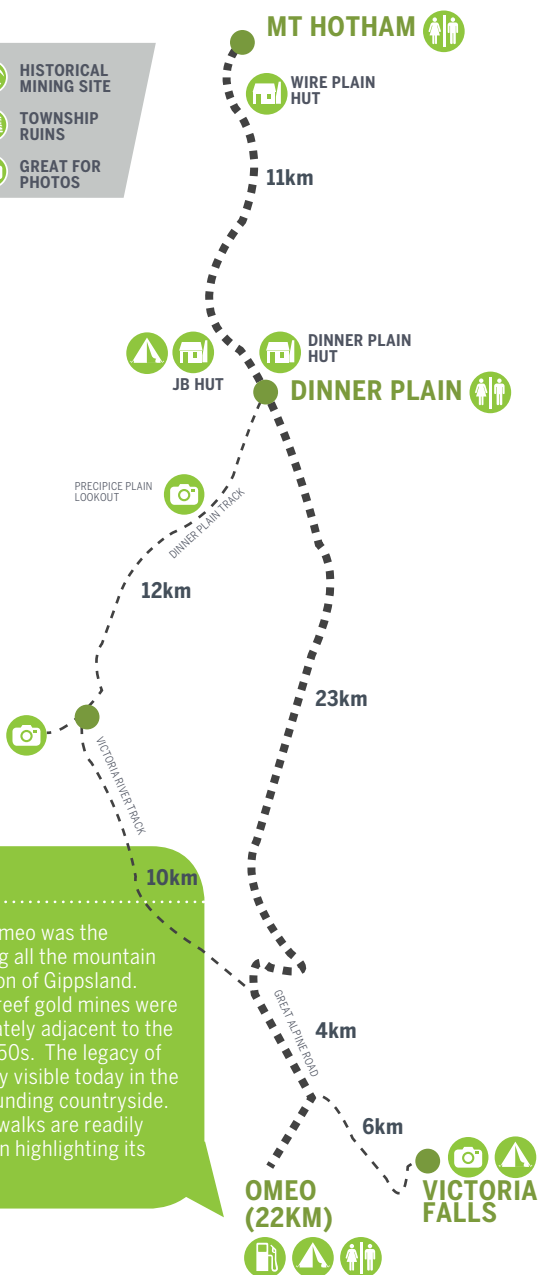 MT HOTHAM
HISTORICAL
MINING SITE
TOWNSHIP
RUINS
GREAT FOR
PHOTOS
WIRE PLAIN
HUT
11km
DINNER PLAIN
HUT
JB HUT
DINNER PLAIN
PRECIPICE PLAIN
LOOKOUT
DINNER PLAIN TRACK
12km
23km
VICTORIA RIVER TRACK
10km
meo was the
g all the mountain
on of Gippsland.
reef gold mines were
ately adjacent to the
50s. The legacy of
y visible today in the
unding countryside.
walks are readily
n highlighting its
GREAT ALPINE ROAD
4km
6km
OMEO
(22KM)
VICTORIA
FALLS